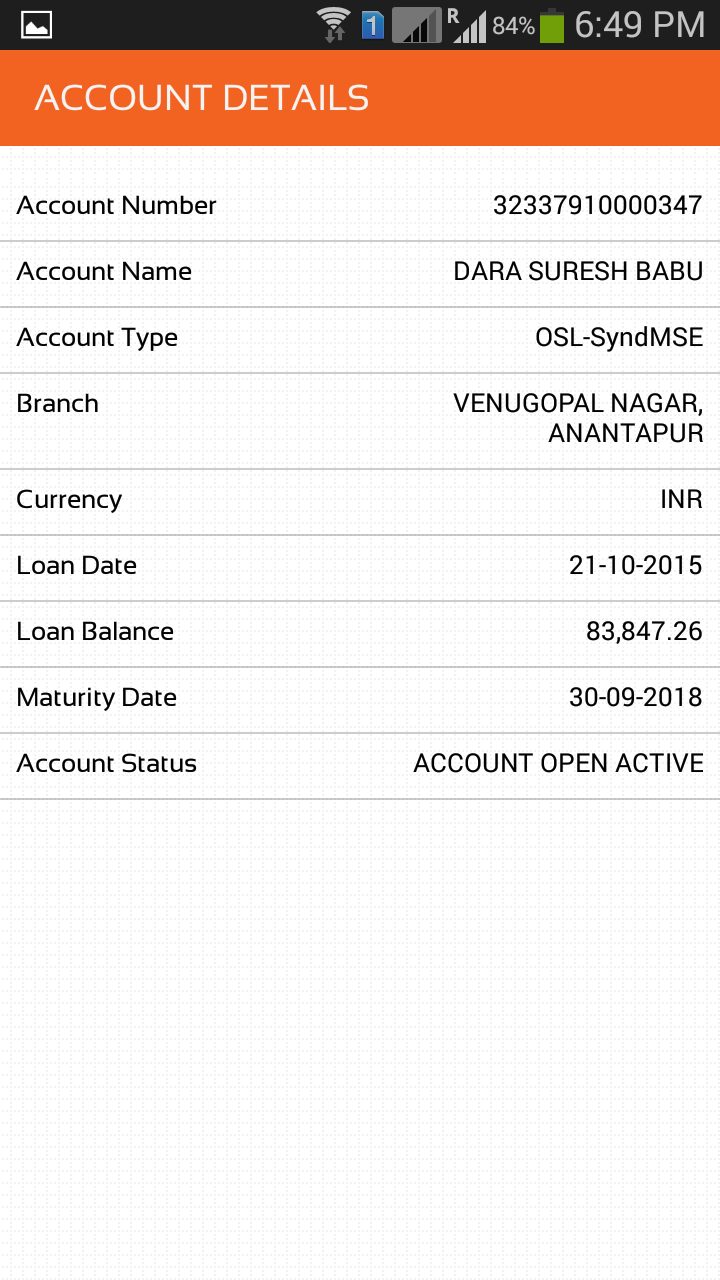 1 R 84% 6:49 PM
ACCOUNT DETAILS
Account Number 32337910000347
Account Name DARA SURESH BABU
Account Type OSL-SyndMSE
Branch VENUGOPAL NAGAR,
ANANTAPUR
Currency INR
Loan Date 21-10-2015
Loan Balance 83,847.26
Maturity Date 30-09-2018
Account Status ACCOUNT OPEN ACTIVE